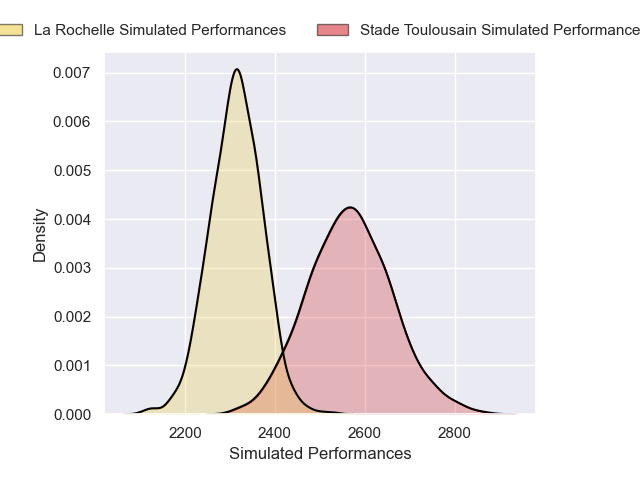 La Rochelle Simulated Performances
Stade Toulousain Simulated Performance
0.007
0.006
0.005
0.004
0.003
0.002
0.001
0.000
Density
2200 2400 2600 2800
Simulated Performances